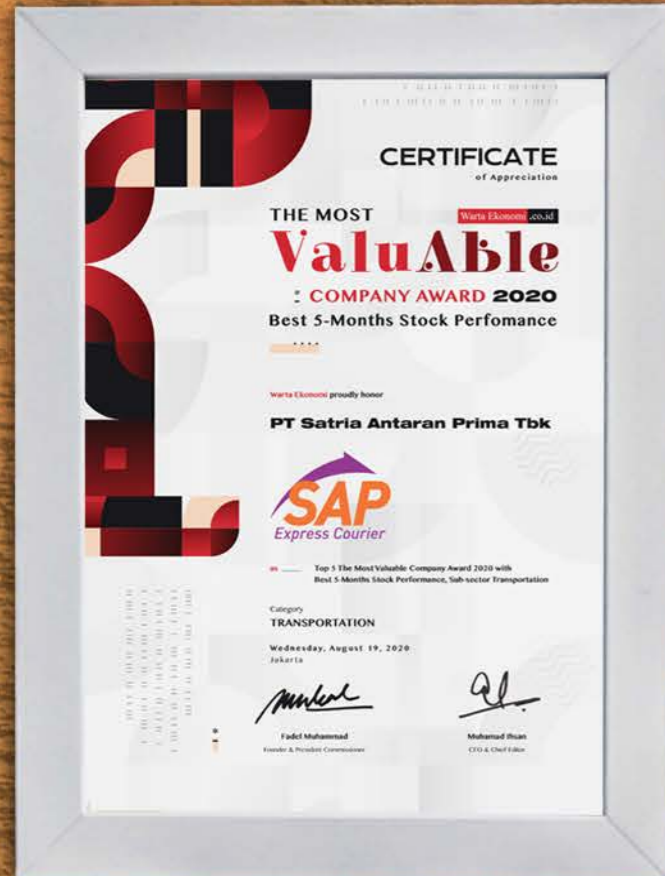 CERTIFICATE
of Appreciation
THE MOST
Warta Ekonomi .co.id
ValuAble
COMPANY AWARD 2020
Best 5-Months Stock Perfomance
Warta Ekonomi proudly honor
PT Satria Antaran Prima Tbk
SAP
Express Courier
as
Top 5 The Most Valuable Company Award 2020 with
Best 5-Months Stock Performance, Sub-sector Transportation
Category
TRANSPORTATION
Wednesday, August 19, 2020
Jakarta
Fadel Muhammad
Founder & President Commissioner
Muhamad Ihsan
CEO & Chief Editor